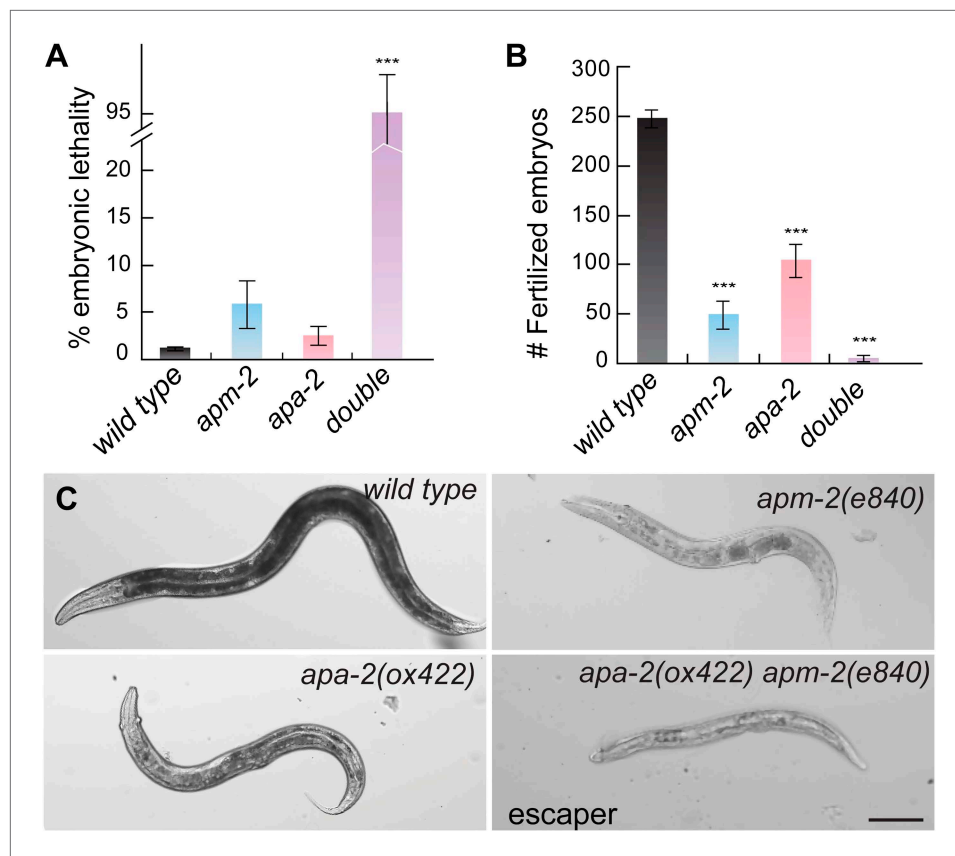 A
% embryonic lethality
95
20
15
10
5
0
***
wild type
apm-2
apa-2
double
B
# Fertilized embryos
300
250
200
150
100
50
0
***
***
***
wild type
apm-2
apa-2
double
C
wild type
apm-2(e840)
apa-2(ox422)
apa-2(ox422) apm-2(e840)
escaper